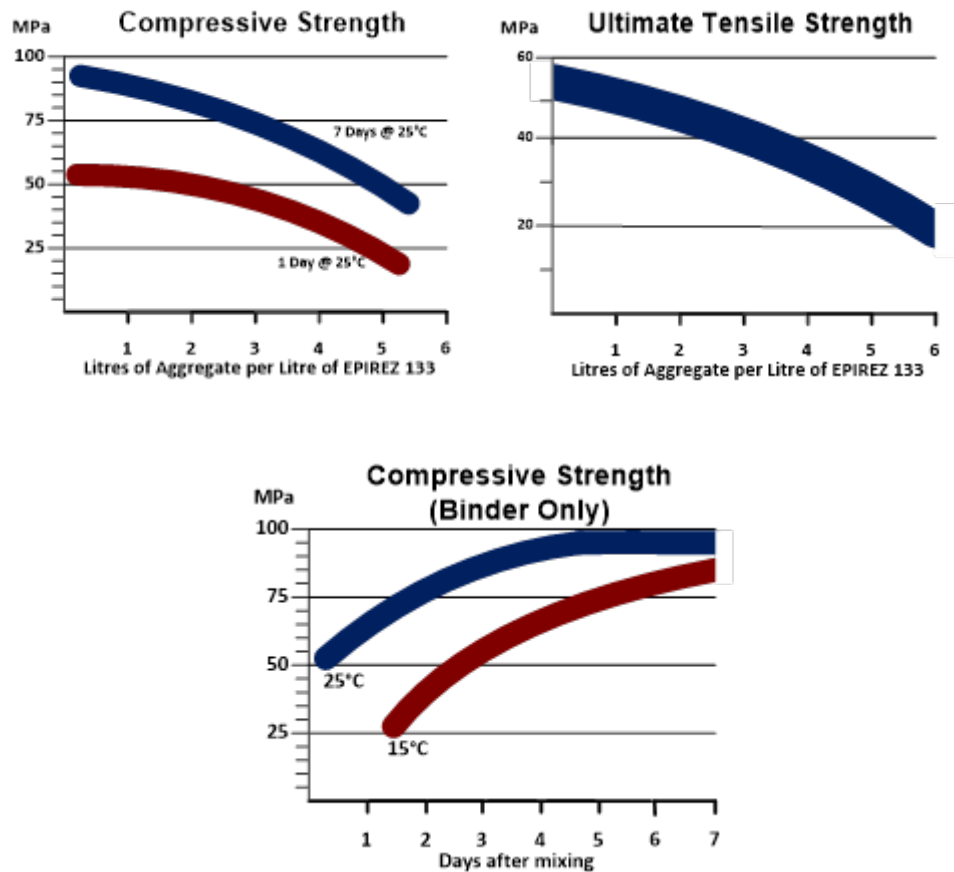 Compressive Strength
MPa
100
75
7 Days @ 25°C
50
25
1 Day @ 25°C
1 2 3 4 5 6
Litres of Aggregate per Litre of EPIREZ 133
Ultimate Tensile Strength
MPa
60
40
20
1 2 3 4 5 6
Litres of Aggregate per Litre of EPIREZ 133
Compressive Strength
(Binder Only)
MPa
100
75
50
25°C
25
15°C
1 2 3 4 5 6 7
Days after mixing